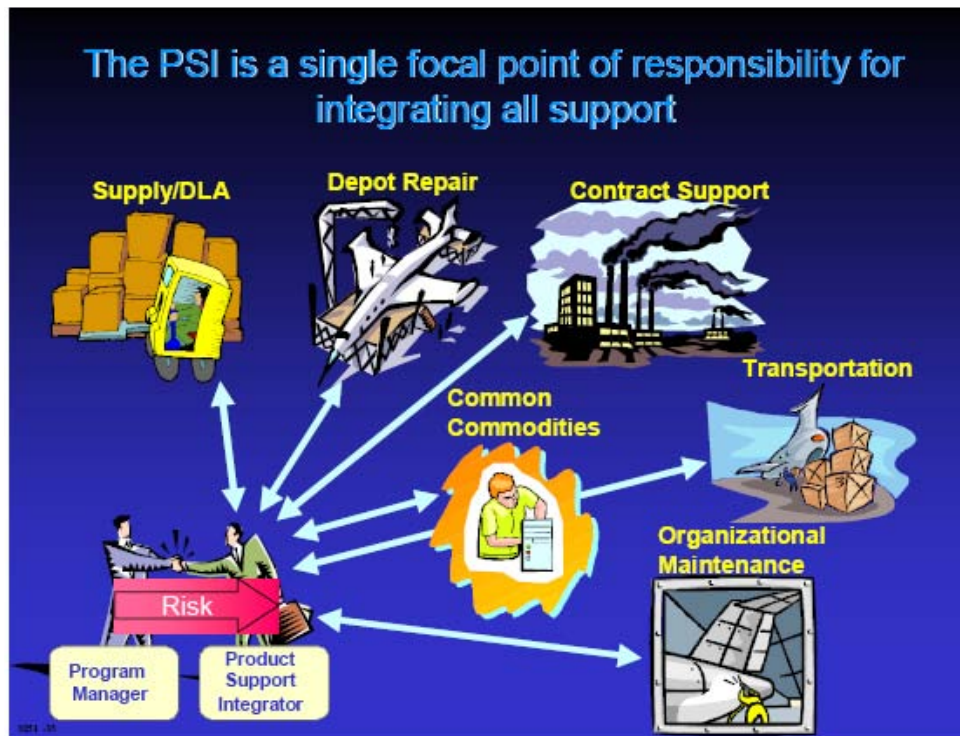 The PSI is a single focal point of responsibility for
integrating all support
Supply/DLA
Depot Repair
Contract Support
Transportation
Common
Commodities
Organizational
Maintenance
Risk
Program
Manager
Product
Support
Integrator